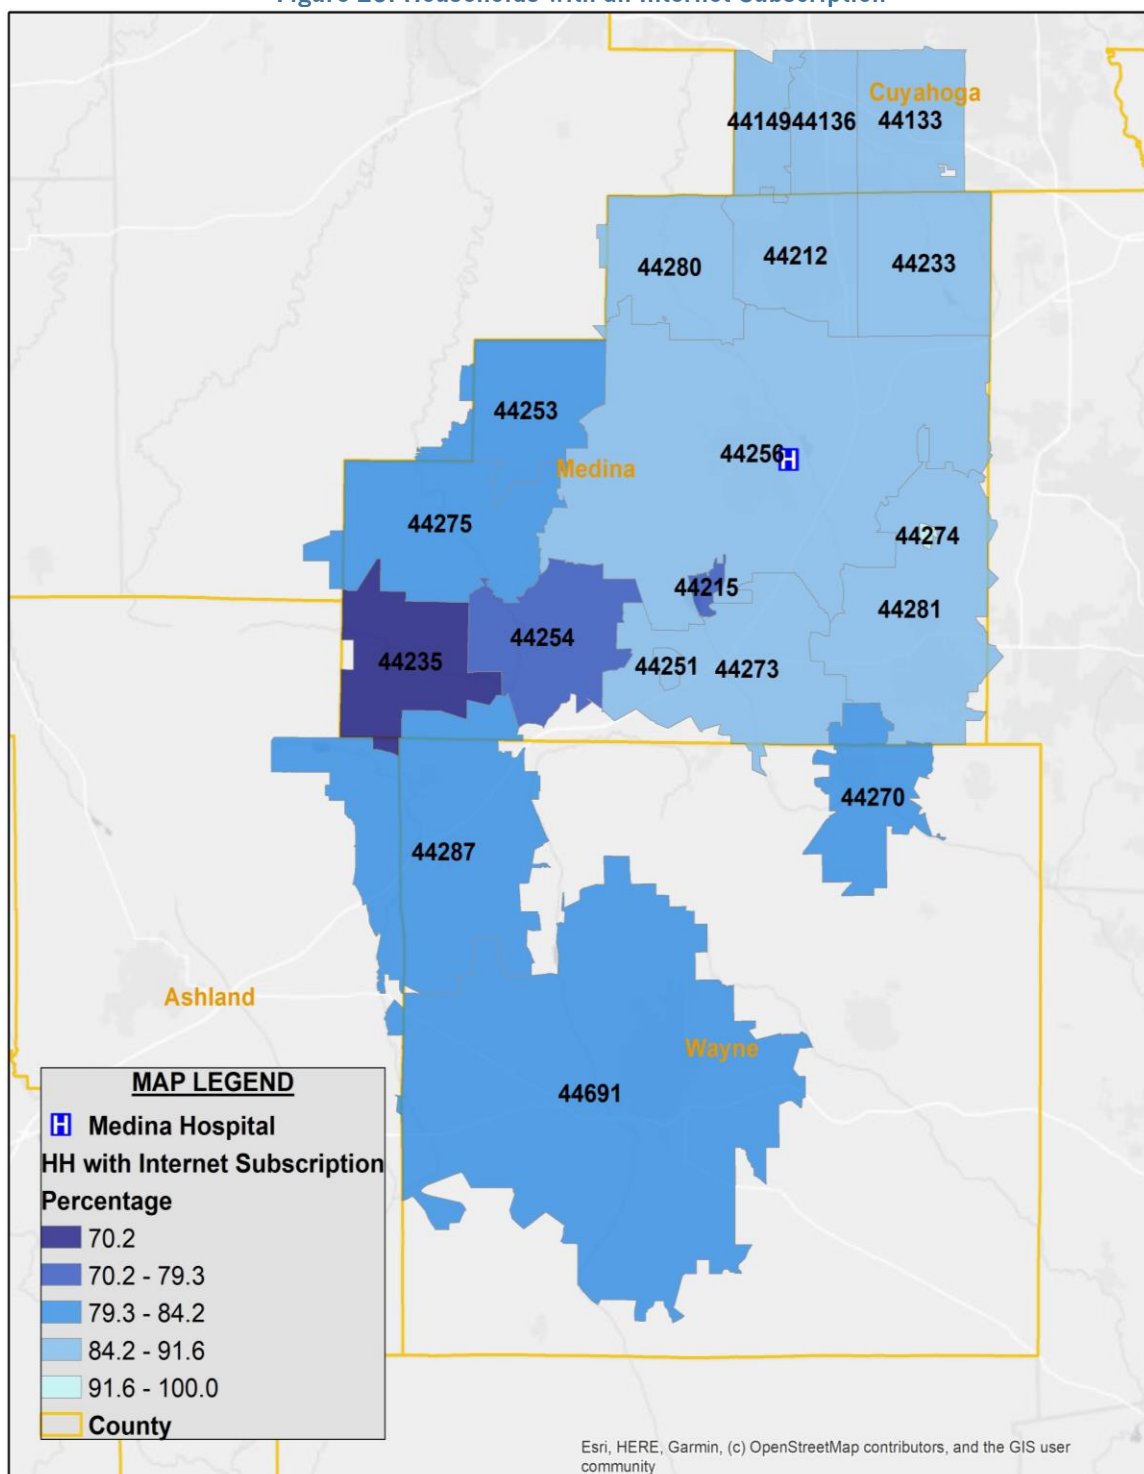 Cuyahoga
44149 44136 44133
44280 44212 44233
44253
44256 H
Medina
44275
44274
44215
44281
44254
44235
44251 44273
44270
44287
Ashland
Wayne
44691
MAP LEGEND
H Medina Hospital
HH with Internet Subscription
Percentage
70.2
70.2 - 79.3
79.3 - 84.2
84.2 - 91.6
91.6 - 100.0
County
Esri, HERE, Garmin, (c) OpenStreetMap contributors, and the GIS user
community